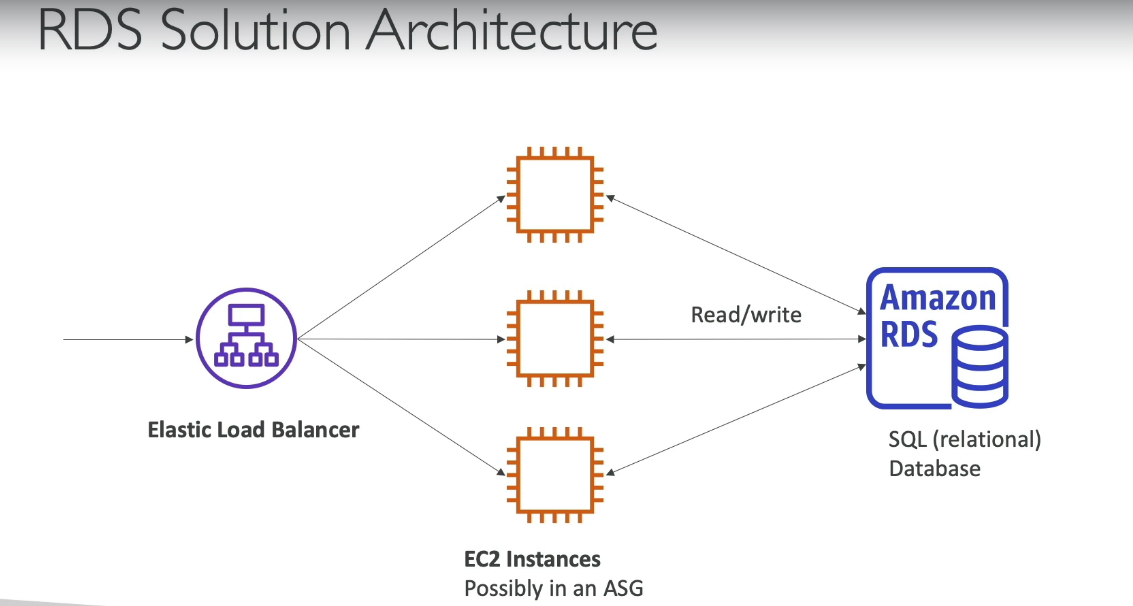 RDS Solution Architecture
Amazon
RDS
Read/write
Elastic Load Balancer
SQL (relational)
Database
EC2 Instances
Possibly in an ASG